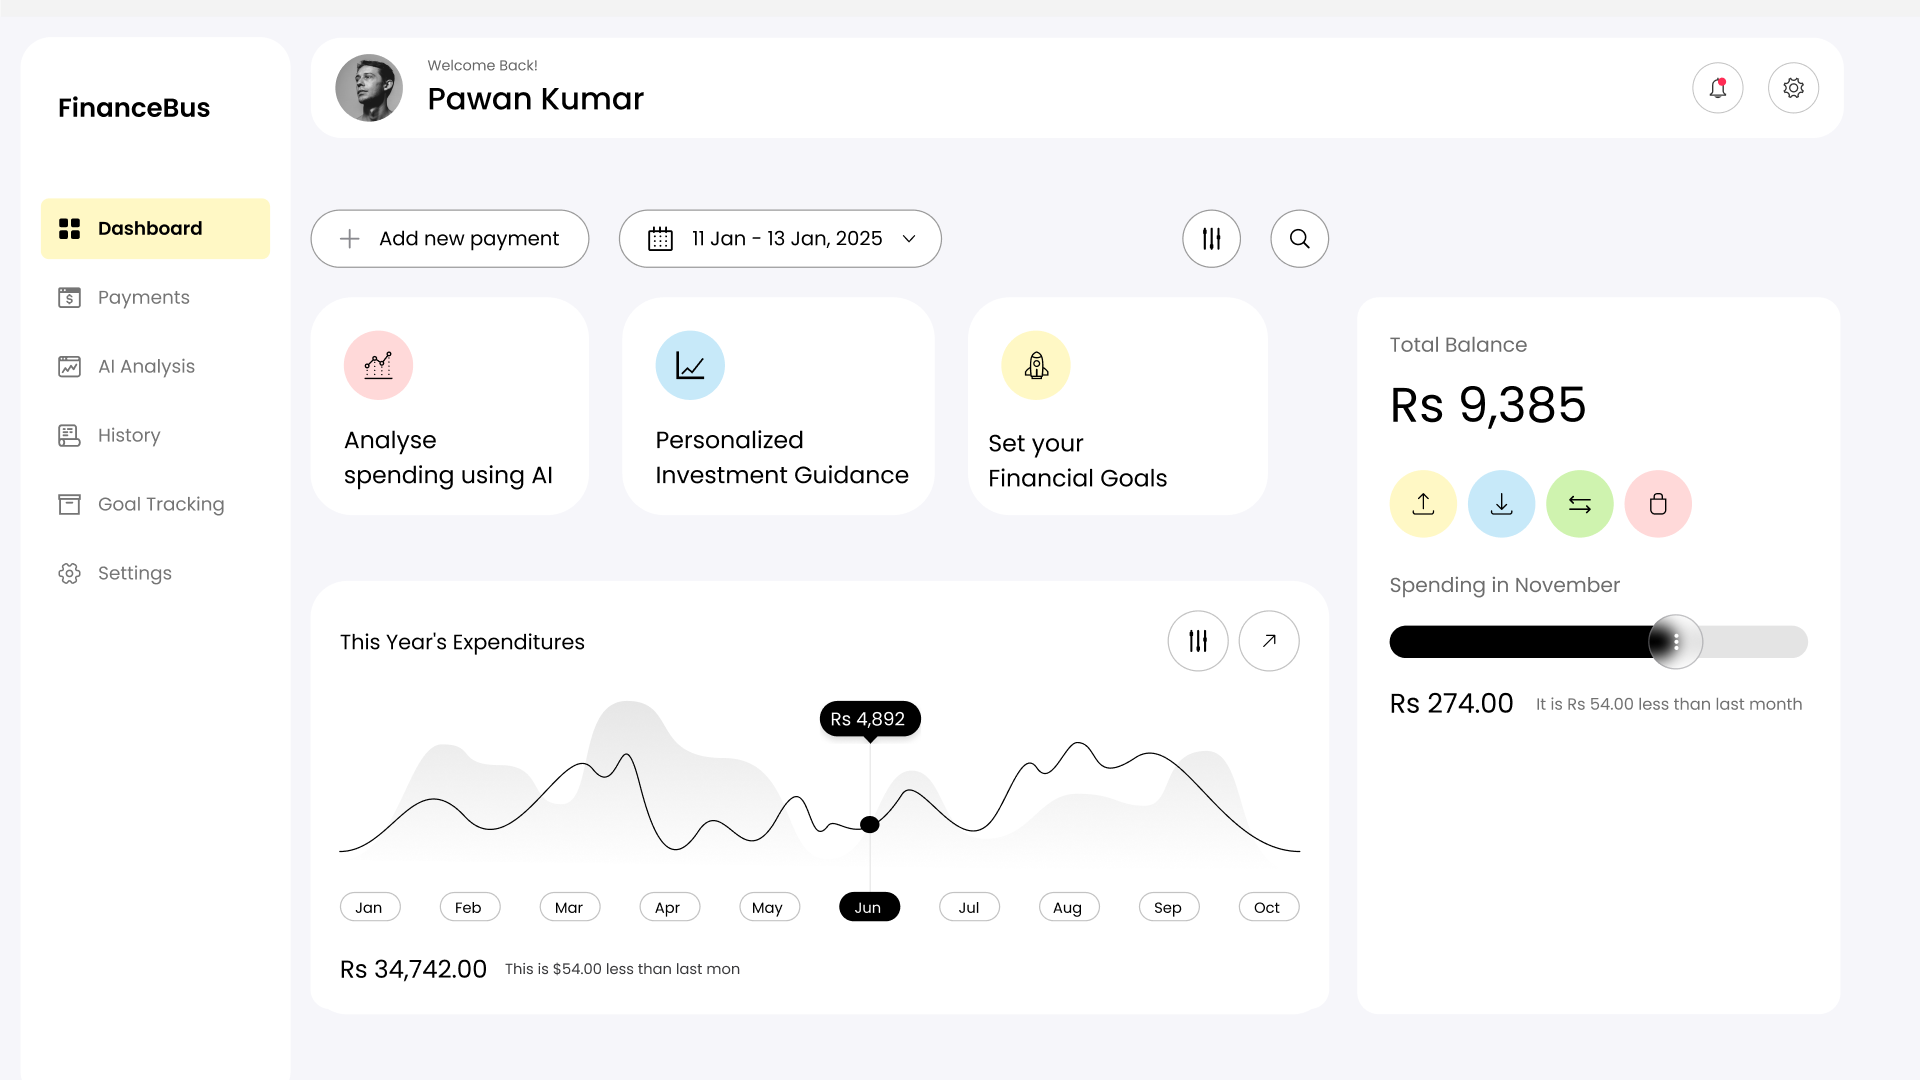 FinanceBus
Dashboard
Payments
AI Analysis
History
Goal Tracking
Settings
Welcome Back!
Pawan Kumar
Add new payment
11 Jan - 13 Jan, 2025
Analyse
spending using AI
Personalized
Investment Guidance
Set your
Financial Goals
This Year's Expenditures
Rs 4,892
Jan
Feb
Mar
Apr
May
Jun
Jul
Aug
Sep
Oct
Rs 34,742.00
This is $54.00 less than last mon
Total Balance
Rs 9,385
Spending in November
Rs 274.00
It is Rs 54.00 less than last month